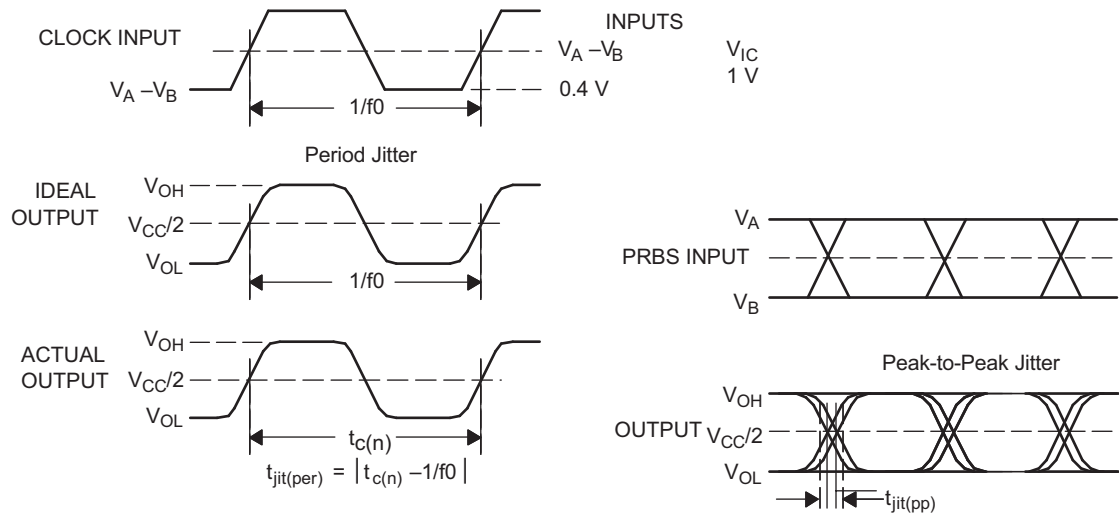 CLOCK INPUT
V_A –V_B
1/f0
INPUTS
V_A –V_B
V_IC
0.4 V
1 V
Period Jitter
IDEAL
OUTPUT
V_OH
V_CC/2
V_OL
1/f0
ACTUAL
OUTPUT
V_OH
V_CC/2
V_OL
t_c(n)
t_jit(per) = | t_c(n) –1/f0 |
PRBS INPUT
V_A
V_B
Peak-to-Peak Jitter
OUTPUT
V_OH
V_CC/2
V_OL
t_jit(pp)